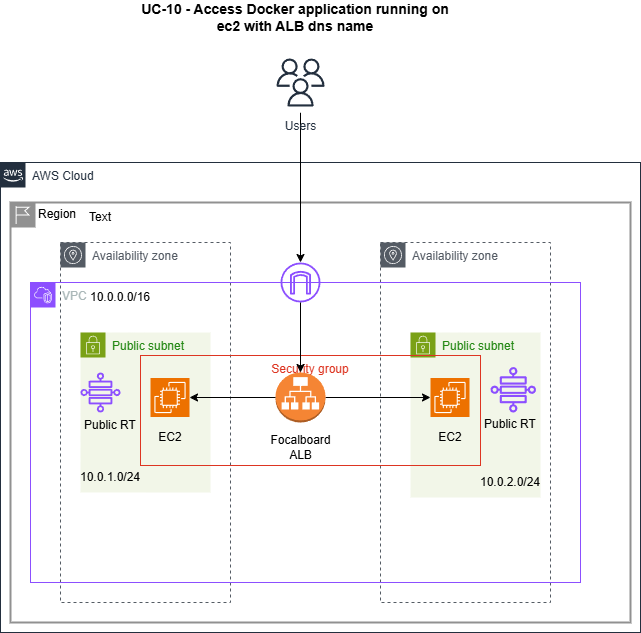 UC-10 - Access Docker application running on
ec2 with ALB dns name
Users
aws
AWS Cloud
Region
Text
Availability zone
Availability zone
VPC
10.0.0.0/16
Public subnet
Public subnet
Security group
Public RT
EC2
Focalboard
ALB
EC2
Public RT
10.0.1.0/24
10.0.2.0/24